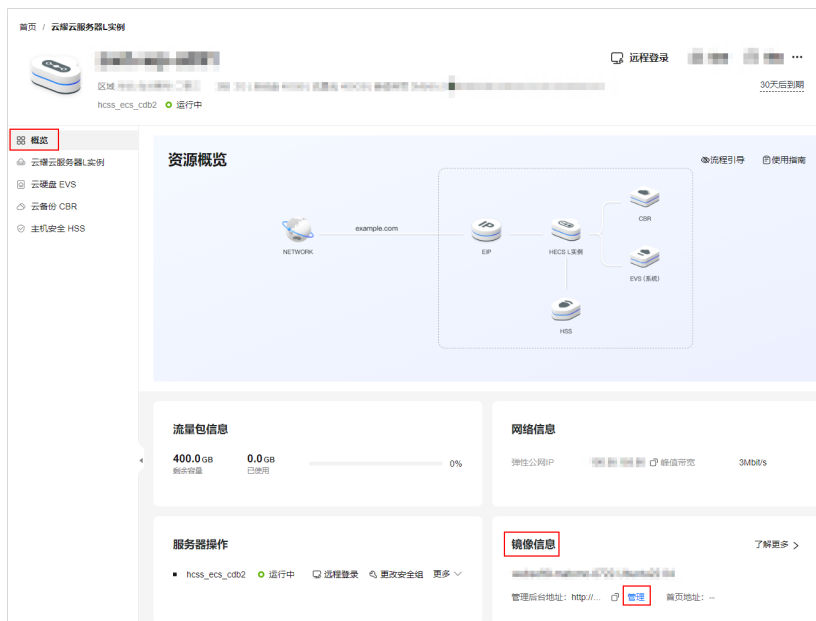 首页 / 云耀云服务器L实例
远程登录
区域
30天后到期
hcss_ecs_cdb2 运行中
概览
云耀云服务器L实例
云硬盘 EVS
云备份 CBR
主机安全 HSS
资源概览
流程引导 使用指南
CBR
example.com
NETWORK
EIP
HECS L实例
EVS (系统)
HSS
流量包信息
400.0 GB 0.0 GB 0%
剩余容量 已使用
网络信息
弹性公网IP 峰值带宽 3Mbit/s
服务器操作
hcss_ecs_cdb2 运行中 远程登录 更改安全组 更多
镜像信息 了解更多
管理后台地址: http://... 管理 首页地址: --